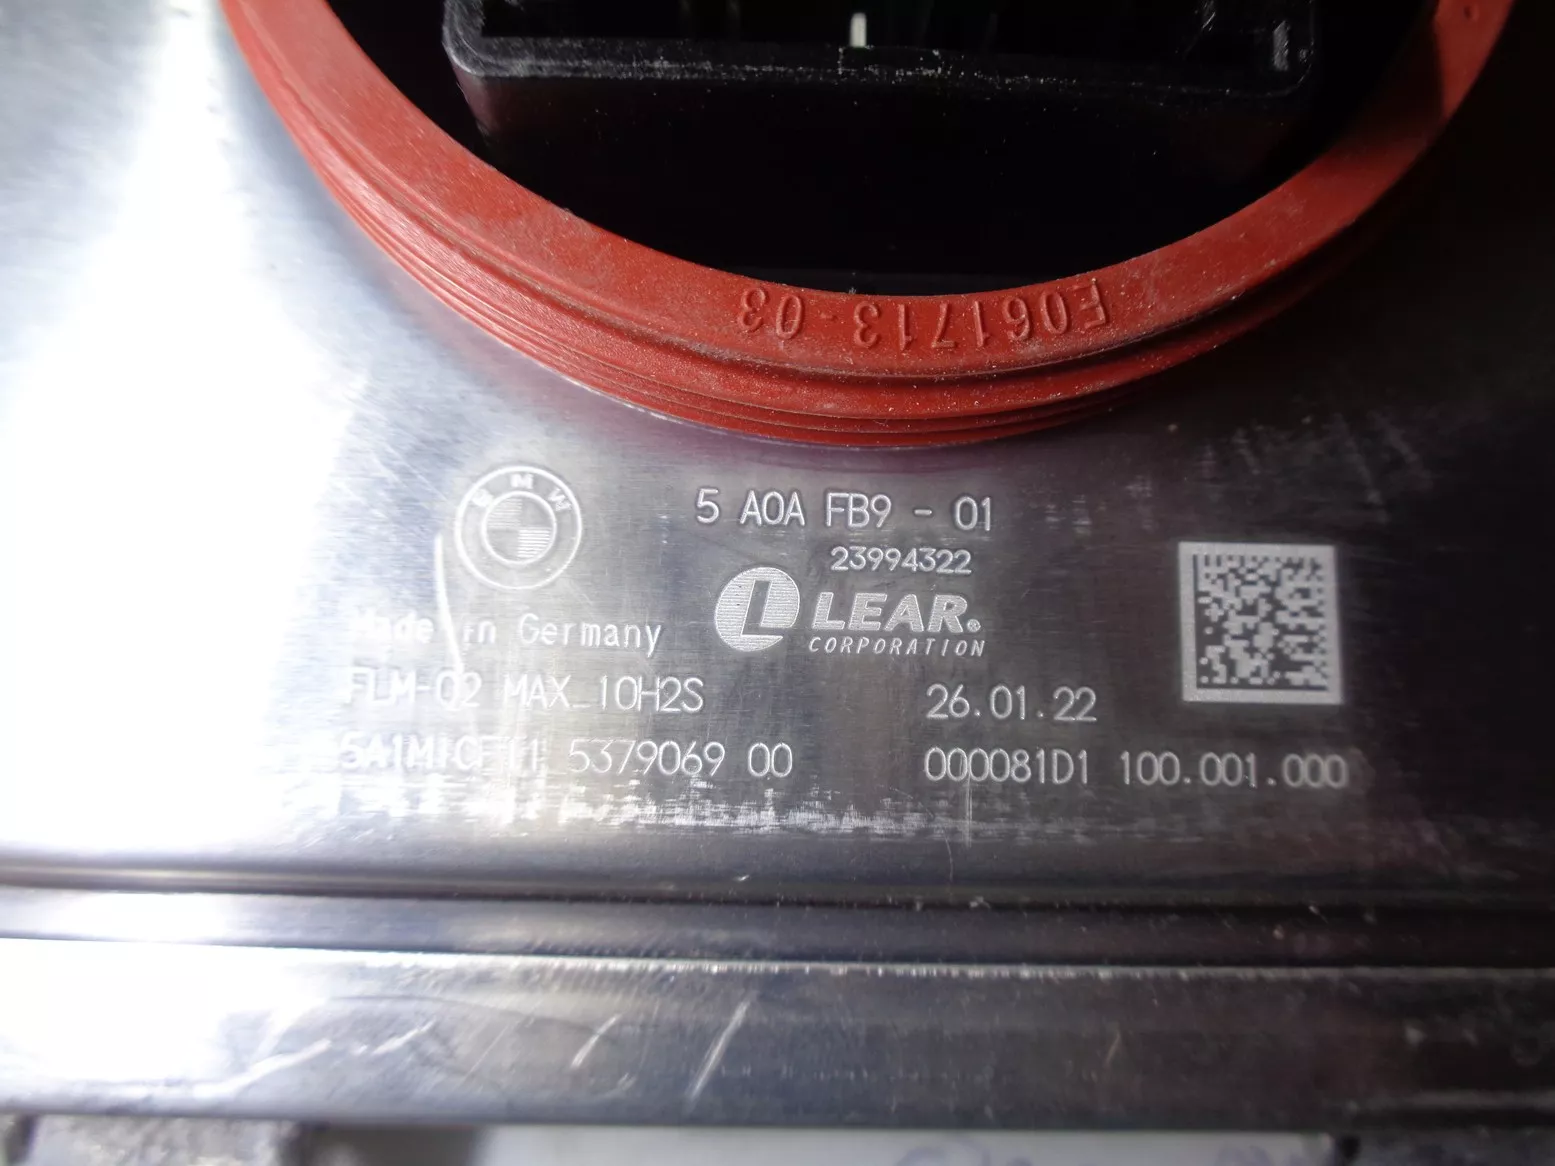 F061713-03
BMW
5 A0A FB9 - 01
23994322
L LEAR®
CORPORATION
Made in Germany
FLM-02 MAX_10H2S 26.01.22
5379069 00 000081D1 100.001.000